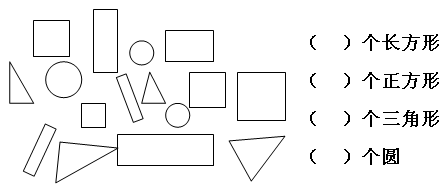 （　）个长方形
（　）个正方形
（　）个三角形
（　）个圆